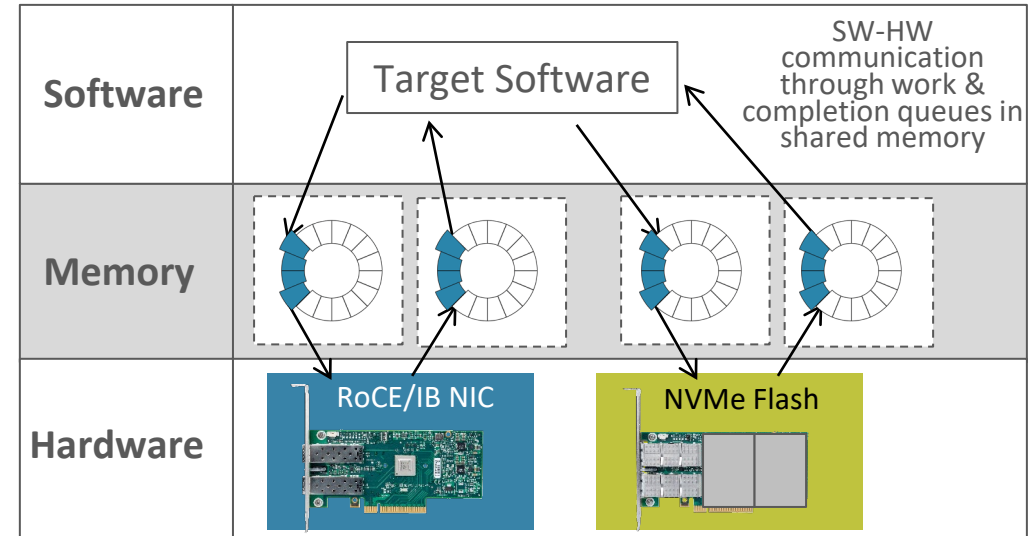 Software
Target Software
SW-HW
communication
through work &
completion queues in
shared memory
Memory
Hardware
RoCE/IB NIC
NVMe Flash